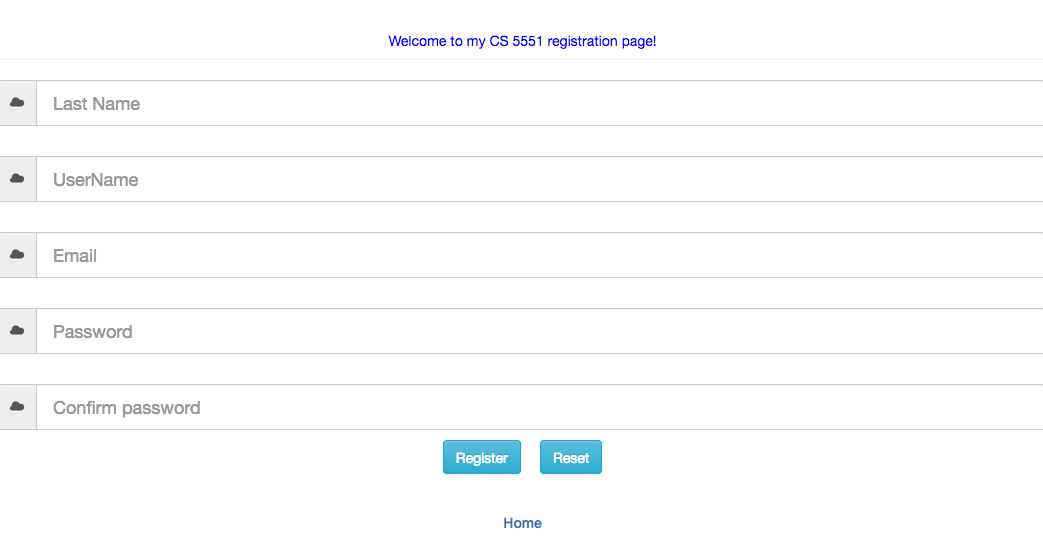 Welcome to my CS 5551 registration page!
Last Name
UserName
Email
Password
Confirm password
Register Reset
Home